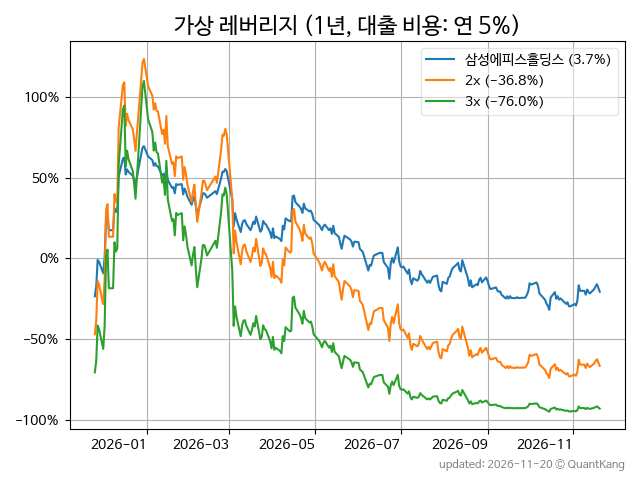 가상 레버리지 (1년, 대출 비용: 연 5%)
삼성에피스홀딩스 (3.7%)
2x (−36.8%)
3x (−76.0%)
100%
50%
0%
−50%
−100%
2026-01 2026-03 2026-05 2026-07 2026-09 2026-11
updated: 2026-11-20 © QuantKang